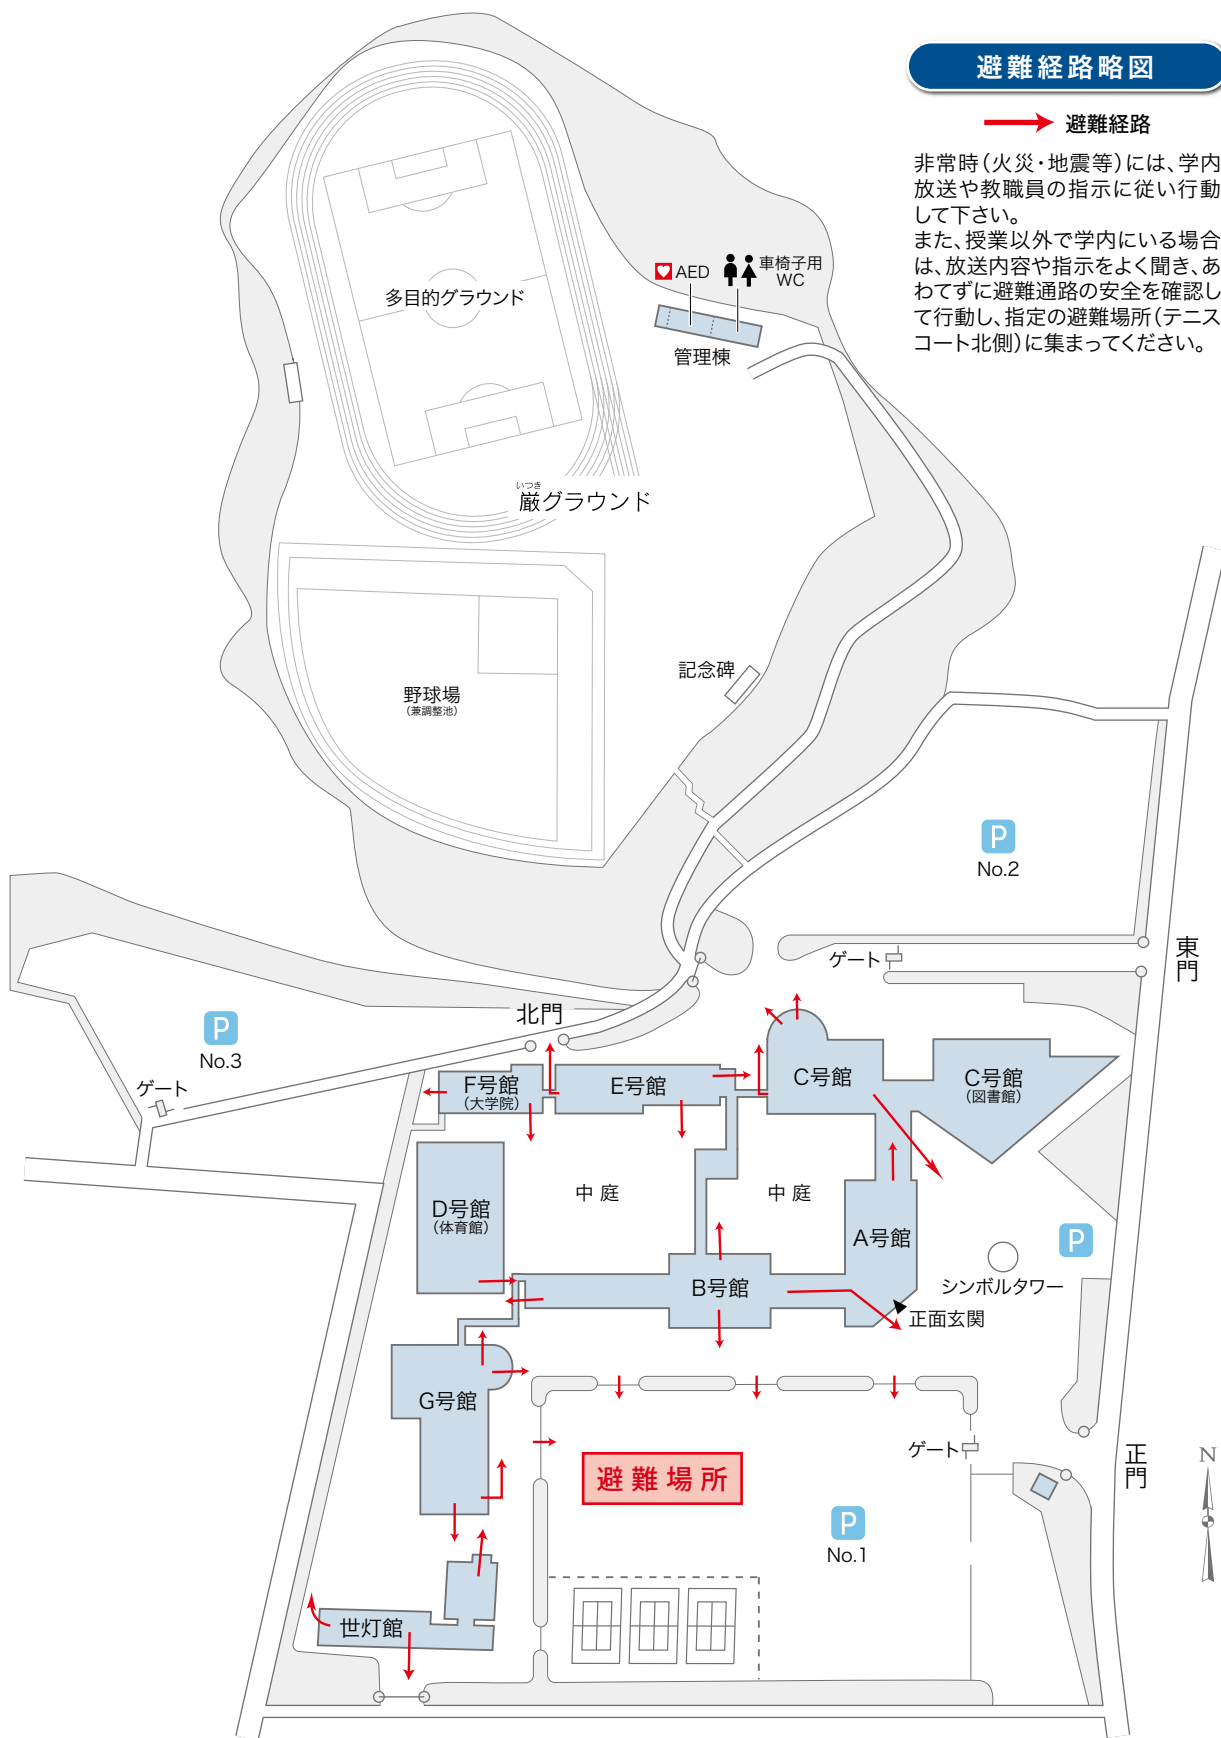 避難経路略図
避難経路
非常時(火災・地震等)には、学内
放送や教職員の指示に従い行動
して下さい。
また、授業以外で学内にいる場合
は、放送内容や指示をよく聞き、あ
わてずに避難通路の安全を確認し
て行動し、指定の避難場所(テニス
コート北側)に集まってください。
AED
車椅子用
WC
管理棟
多目的グラウンド
いつき
厳グラウンド
記念碑
野球場
(兼調整池)
P
No.2
東門
ゲート
北門
P
No.3
ゲート
F号館
(大学院)
E号館
C号館
C号館
(図書館)
中庭
中庭
D号館
(体育館)
A号館
P
シンボルタワー
B号館
正面玄関
G号館
ゲート
正門
N
避難場所
P
No.1
世灯館